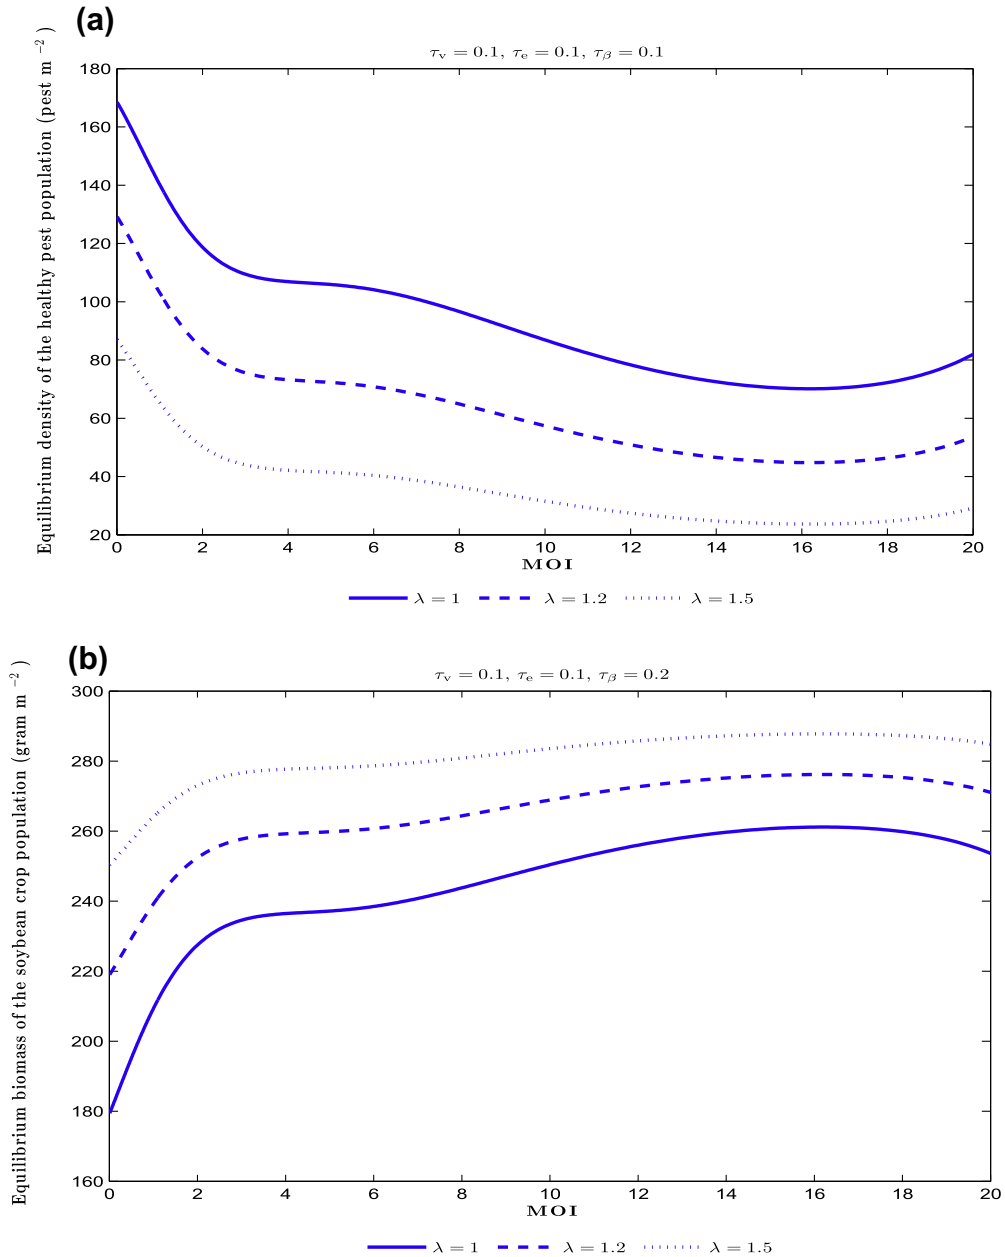 (a)
τv = 0.1, τe = 0.1, τβ = 0.1
Equilibrium density of the healthy pest population (pest m −2 )
180
160
140
120
100
80
60
40
20
0 2 4 6 8 10 12 14 16 18 20
MOI
λ = 1 λ = 1.2 λ = 1.5
(b)
τv = 0.1, τe = 0.1, τβ = 0.2
Equilibrium biomass of the soybean crop population (gram m −2 )
300
280
260
240
220
200
180
160
0 2 4 6 8 10 12 14 16 18 20
MOI
λ = 1 λ = 1.2 λ = 1.5